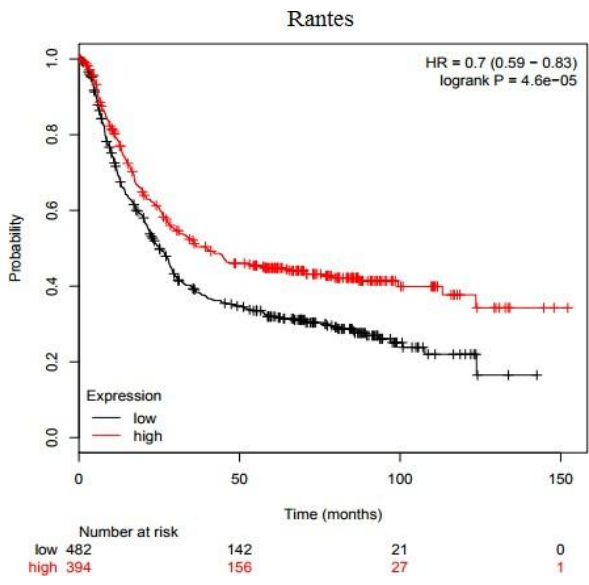 Rantes
HR = 0.7 (0.59 − 0.83)
logrank P = 4.6e−05
Probability
1.0
0.8
0.6
0.4
0.2
0.0
Expression
low
high
0 50 100 150
Time (months)
Number at risk
low 482 142 21 0
high 394 156 27 1